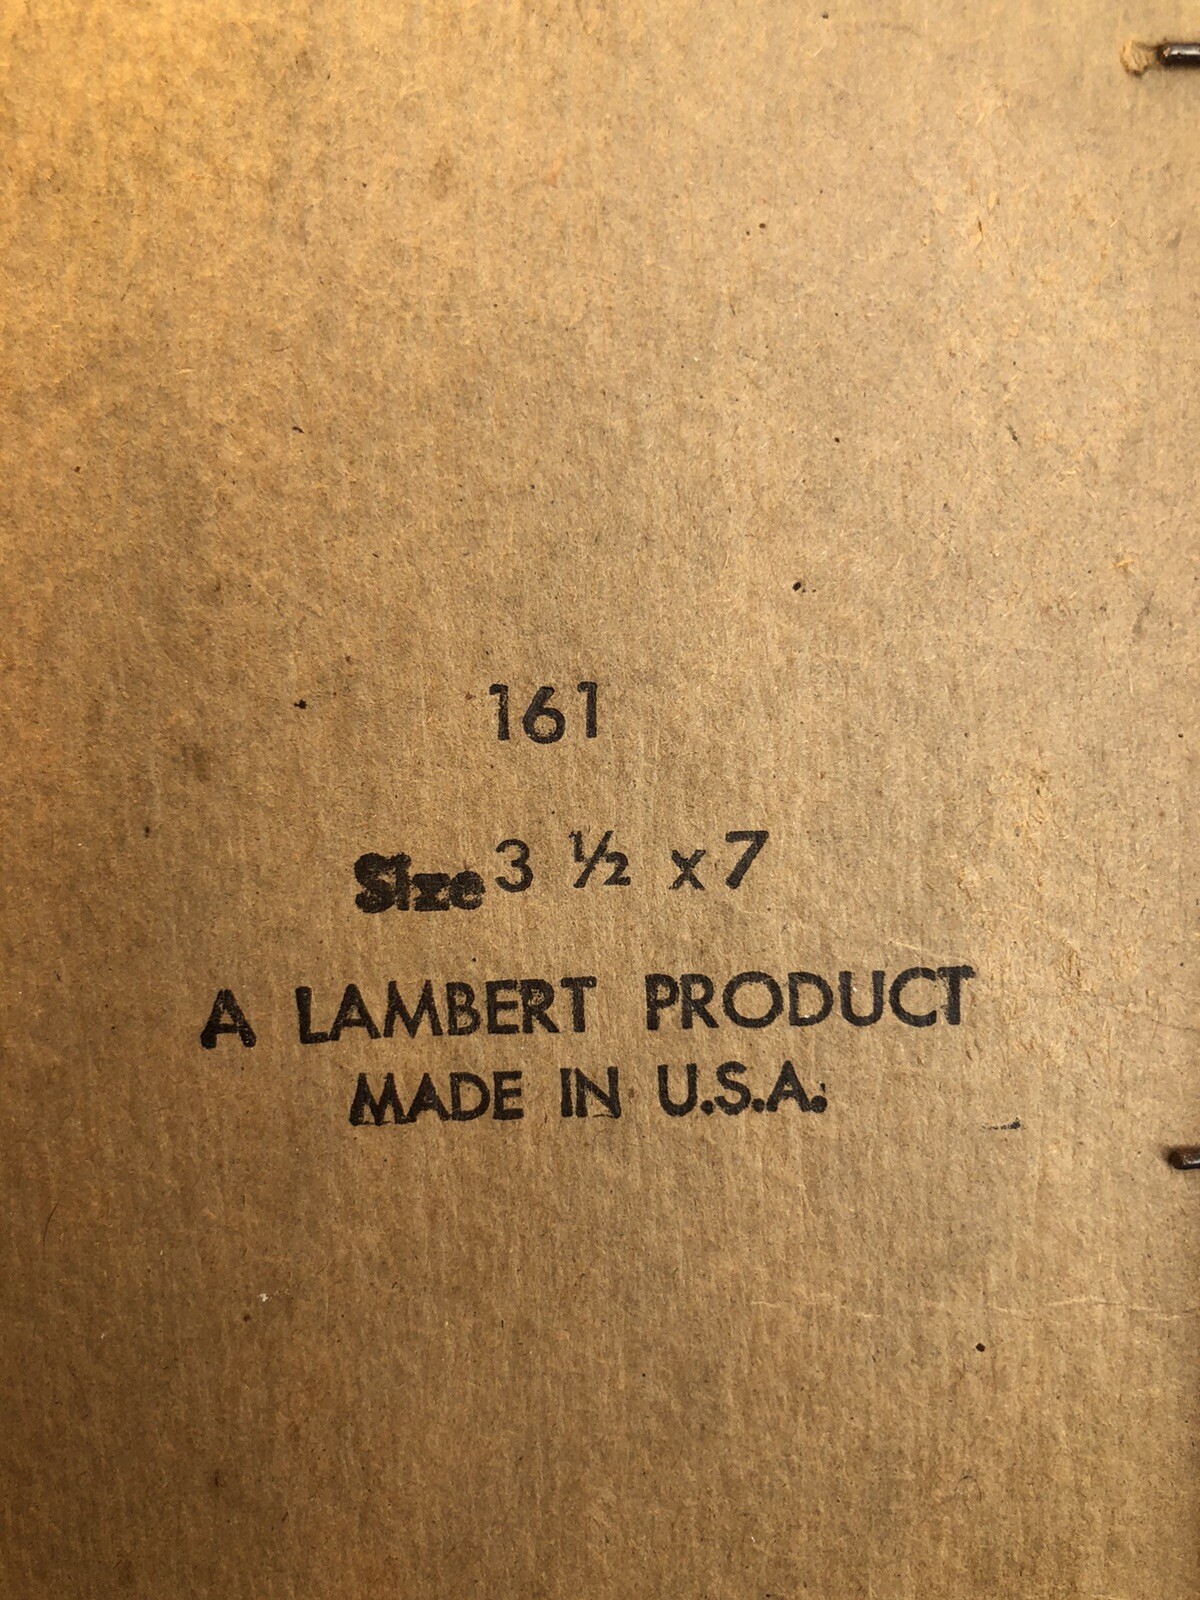 161
Size 3 ½ x 7
A LAMBERT PRODUCT
MADE IN U.S.A.